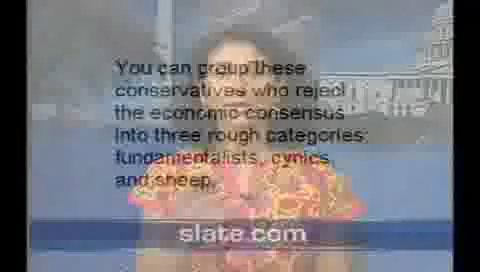 You can group these
conservatives who reject
the economic consensus
into three rough categories:
fundamentalists, cynics,
and sheep.
slate.com